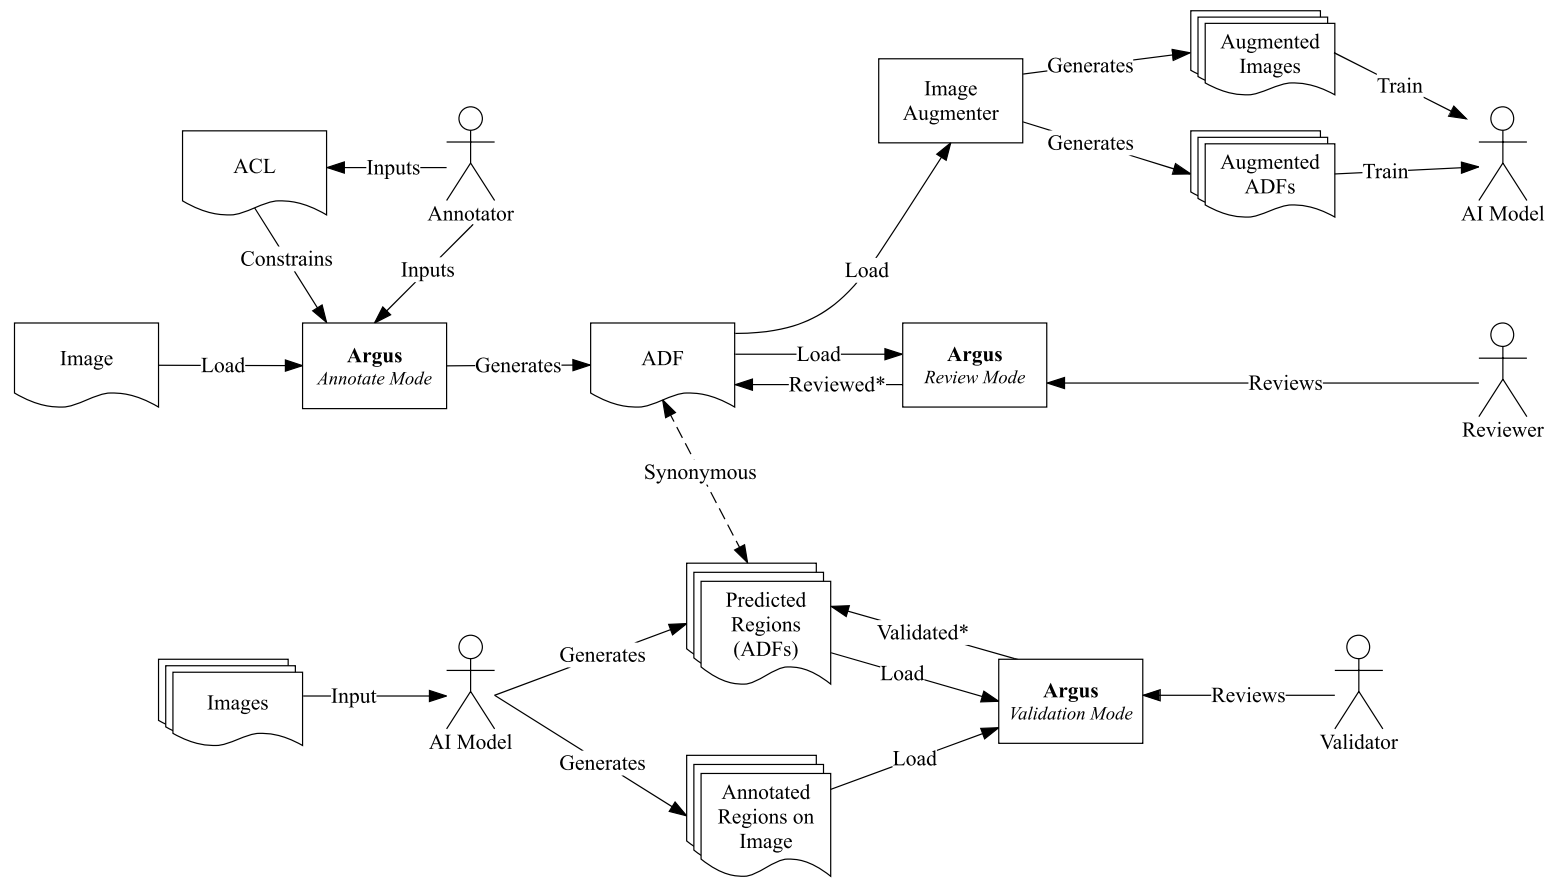 Augmented
Images
Generates
Image
Augmenter
Train
Generates
Augmented
ADFs
Train
AI Model
ACL
Inputs
Annotator
Constrains
Inputs
Load
Image
Load
Argus
Annotate Mode
Generates
ADF
Load
Reviewed*
Argus
Review Mode
Reviews
Reviewer
Synonymous
Predicted
Regions
(ADFs)
Validated*
Generates
Load
Images
Input
AI Model
Argus
Validation Mode
Reviews
Validator
Generates
Load
Annotated
Regions on
Image